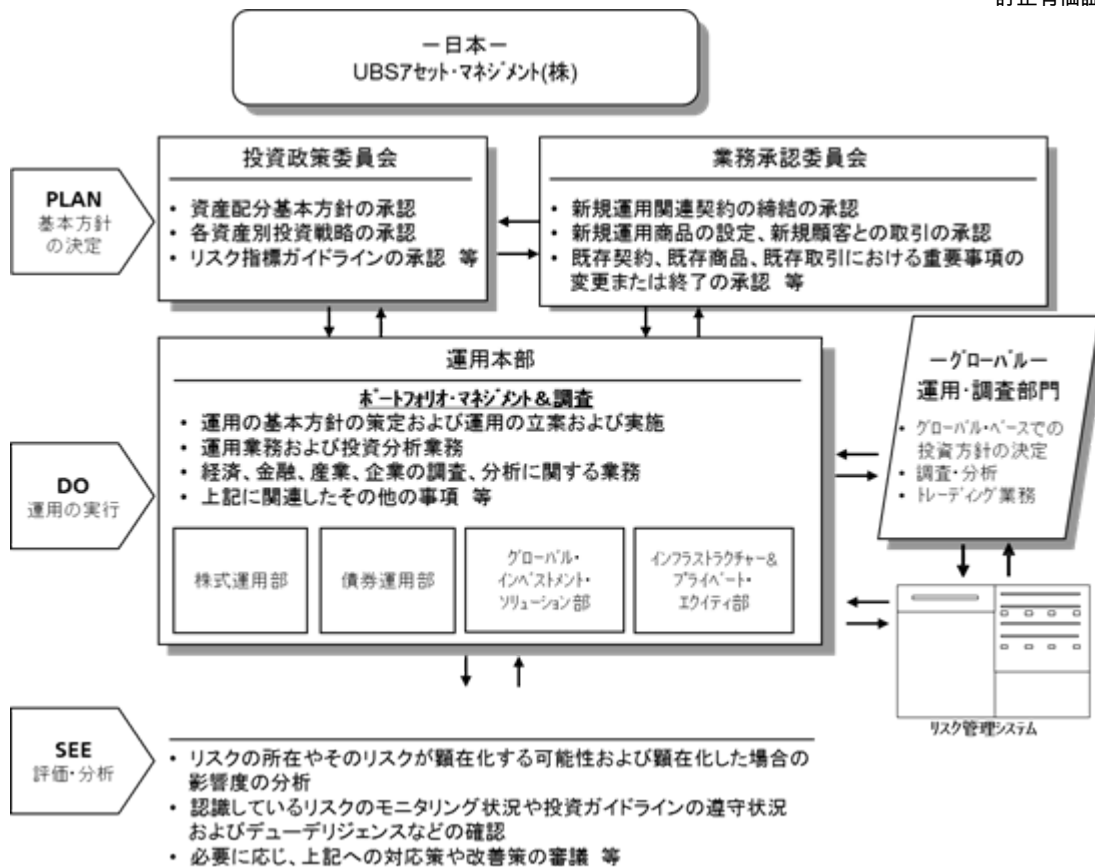 訂正有価証
ー日本ー
UBSアセット・マネジメント(株)
PLAN
基本方針
の決定
投資政策委員会
・ 資産配分基本方針の承認
・ 各資産別投資戦略の承認
・ リスク指標ガイドラインの承認 等
業務承認委員会
・ 新規運用関連契約の締結の承認
・ 新規運用商品の設定、新規顧客との取引の承認
・ 既存契約、既存商品、既存取引における重要事項の
変更または終了の承認 等
DO
運用の実行
運用本部
ポートフォリオ・マネジメント&調査
・ 運用の基本方針の策定および運用の立案および実施
・ 運用業務および投資分析業務
・ 経済、金融、産業、企業の調査、分析に関する業務
・ 上記に関連したその他の事項 等
株式運用部
債券運用部
グローバル・
インベストメント・
ソリューション部
インフラストラクチャー&
プライベート・
エクイティ部
ーグローバルー
運用・調査部門
・ グローバル・ベースでの
投資方針の決定
・ 調査・分析
・ トレーディング業務
リスク管理システム
SEE
評価・分析
・ リスクの所在やそのリスクが顕在化する可能性および顕在化した場合の
影響度の分析
・ 認識しているリスクのモニタリング状況や投資ガイドラインの遵守状況
およびデューデリジェンスなどの確認
・ 必要に応じ、上記への対応策や改善策の審議 等